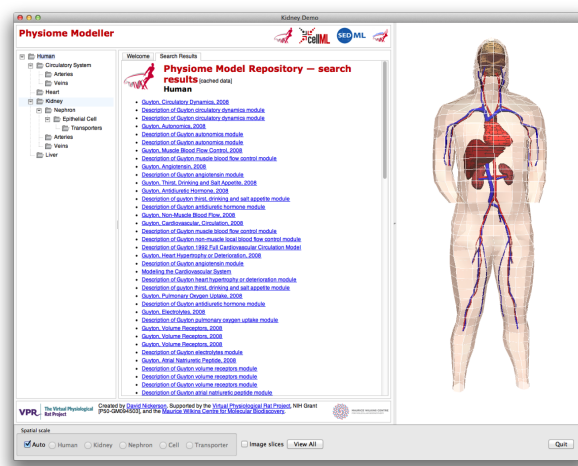 Kidney Demo
Physiome Modeller
CellML
SED ML
Human
Circulatory System
Arteries
Veins
Heart
Kidney
Nephron
Epithelial Cell
Transporters
Arteries
Veins
Liver
Welcome
Search Results
Physiome Model Repository — search
results [cached data]
Human
Guyton, Circulatory Dynamics, 2008
Description of Guyton circulatory dynamics module
Description of Guyton circulatory dynamics module
Guyton, Autonomics, 2008
Description of Guyton autonomics module
Description of Guyton autonomics module
Guyton, Muscle Blood Flow Control, 2008
Description of Guyton muscle blood flow control module
Guyton, Angiotensin, 2008
Description of Guyton angiotensin module
Guyton, Thirst, Drinking and Salt Appetite, 2008
Guyton, Antidiuretic Hormone, 2008
Description of guyton thirst, drinking and salt appetite module
Description of Guyton antidiuretic hormone module
Guyton, Non-Muscle Blood Flow, 2008
Guyton, Cardiovascular, Circulation, 2008
Description of Guyton muscle blood flow control module
Description of Guyton non-muscle local blood flow control module
Description of Guyton 1992 Full Cardiovascular Circulation Model
Guyton, Heart Hypertrophy or Deterioration, 2008
Description of Guyton angiotensin module
Modeling the Cardiovascular System
Description of Guyton heart hypertrophy or deterioration module
Description of guyton thirst, drinking and salt appetite module
Guyton, Pulmonary Oxygen Uptake, 2008
Description of Guyton antidiuretic hormone module
Guyton, Electrolytes, 2008
Description of Guyton pulmonary oxygen uptake module
Guyton, Volume Receptors, 2008
Guyton, Volume Receptors, 2008
Description of Guyton electrolytes module
Guyton, Atrial Natriuretic Peptide, 2008
Description of Guyton volume receptors module
Description of Guyton volume receptors module
Description of Guyton volume receptors module
Description of Guyton atrial natriuretic peptide module
VPR
The Virtual Physiological
Rat Project
Created by David Nickerson, Supported by the Virtual Physiological Rat Project, NIH Grant
[P50-GM094503], and the Maurice Wilkins Centre for Molecular Biodiscovery.
MAURICE WILKINS CENTRE
Spatial scale
Auto
Human
Kidney
Nephron
Cell
Transporter
Image slices
View All
Quit